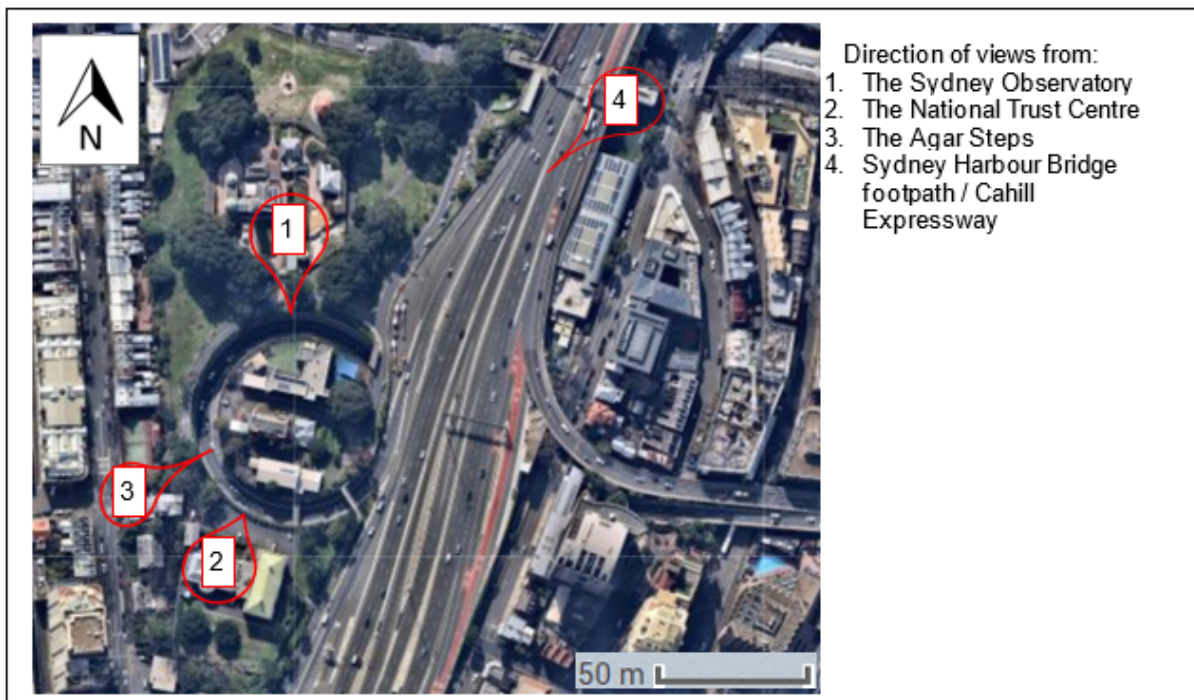 N
1
2
3
4
50 m
Direction of views from:
1. The Sydney Observatory
2. The National Trust Centre
3. The Agar Steps
4. Sydney Harbour Bridge
footpath / Cahill
Expressway